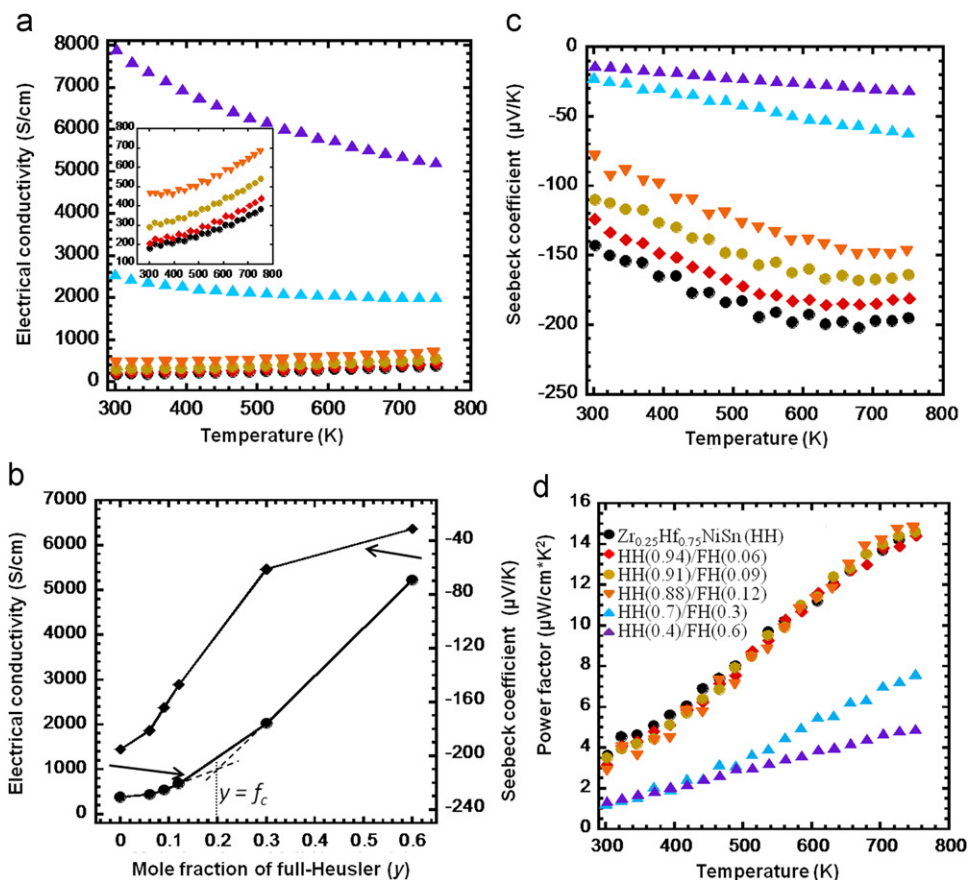 a
8000
7000
6000
5000
4000
3000
2000
1000
0
Electrical conductivity (S/cm)
800
700
600
500
400
300
200
100
300 400 500 600 700 800
300 400 500 600 700 800
Temperature (K)
c
0
-50
-100
-150
-200
-250
Seebeck coefficient (µV/K)
300 400 500 600 700 800
Temperature (K)
b
7000
6000
5000
4000
3000
2000
1000
0
Electrical conductivity (S/cm)
-40
-80
-120
-160
-200
-240
Seebeck coefficient (µV/K)
y = fc
0 0.1 0.2 0.3 0.4 0.5 0.6
Mole fraction of full-Heusler (y)
d
16
14
12
10
8
6
4
2
0
Power factor (µW/cm*K²)
Zr0.25Hf0.75NiSn (HH)
HH(0.94)/FH(0.06)
HH(0.91)/FH(0.09)
HH(0.88)/FH(0.12)
HH(0.7)/FH(0.3)
HH(0.4)/FH(0.6)
300 400 500 600 700 800
Temperature (K)